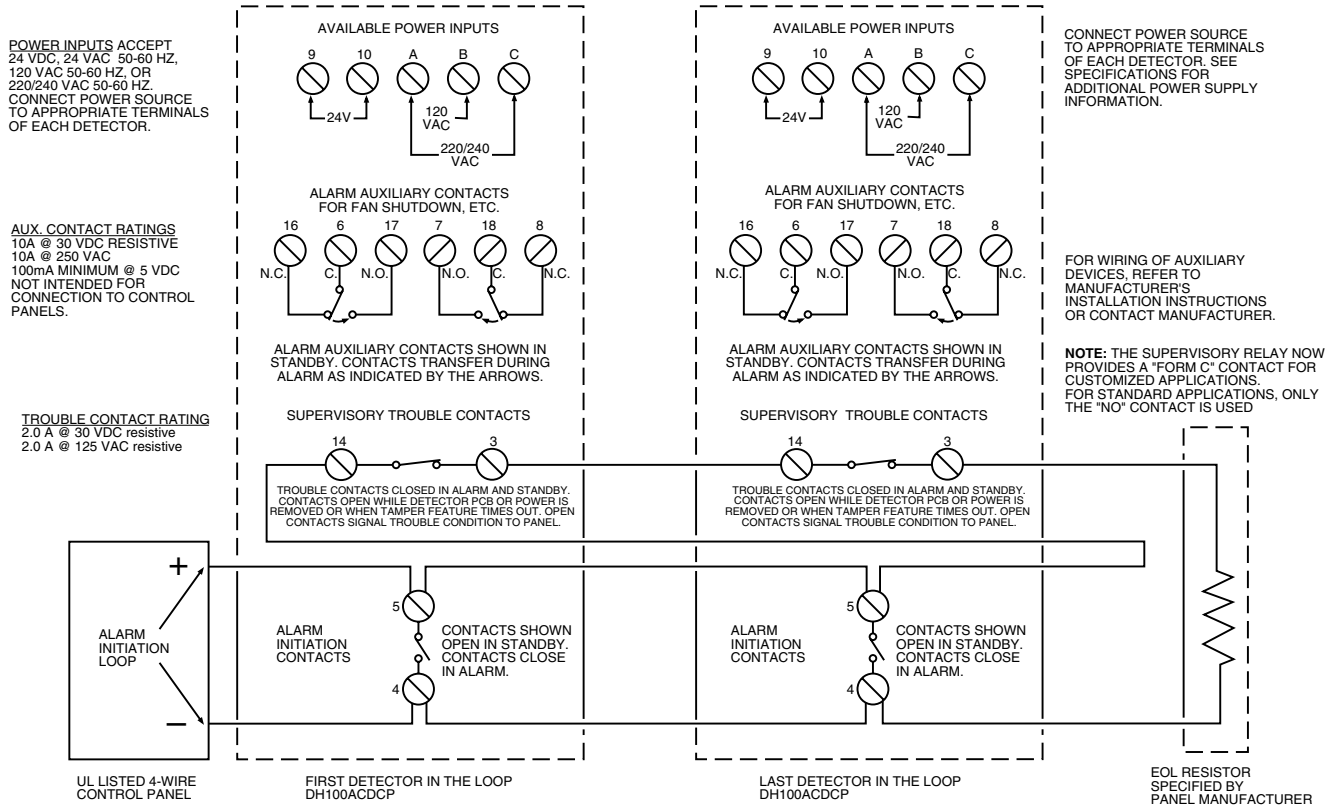 POWER INPUTS ACCEPT
24 VDC, 24 VAC 50-60 HZ,
120 VAC 50-60 HZ, OR
220/240 VAC 50-60 HZ.
CONNECT POWER SOURCE
TO APPROPRIATE TERMINALS
OF EACH DETECTOR.
AUX. CONTACT RATINGS
10A @ 30 VDC RESISTIVE
10A @ 250 VAC
100mA MINIMUM @ 5 VDC
NOT INTENDED FOR
CONNECTION TO CONTROL
PANELS.
TROUBLE CONTACT RATING
2.0 A @ 30 VDC resistive
2.0 A @ 125 VAC resistive
AVAILABLE POWER INPUTS
9 10 A B C
24V
120
VAC
220/240
VAC
ALARM AUXILIARY CONTACTS
FOR FAN SHUTDOWN, ETC.
16 6 17 7 18 8
N.C. C. N.O. N.O. C. N.C.
ALARM AUXILIARY CONTACTS SHOWN IN
STANDBY. CONTACTS TRANSFER DURING
ALARM AS INDICATED BY THE ARROWS.
SUPERVISORY TROUBLE CONTACTS
14 3
TROUBLE CONTACTS CLOSED IN ALARM AND STANDBY.
CONTACTS OPEN WHILE DETECTOR PCB OR POWER IS
REMOVED OR WHEN TAMPER FEATURE TIMES OUT. OPEN
CONTACTS SIGNAL TROUBLE CONDITION TO PANEL.
AVAILABLE POWER INPUTS
9 10 A B C
24V
120
VAC
220/240
VAC
ALARM AUXILIARY CONTACTS
FOR FAN SHUTDOWN, ETC.
16 6 17 7 18 8
N.C. C. N.O. N.O. C. N.C.
ALARM AUXILIARY CONTACTS SHOWN IN
STANDBY. CONTACTS TRANSFER DURING
ALARM AS INDICATED BY THE ARROWS.
SUPERVISORY TROUBLE CONTACTS
14 3
TROUBLE CONTACTS CLOSED IN ALARM AND STANDBY.
CONTACTS OPEN WHILE DETECTOR PCB OR POWER IS
REMOVED OR WHEN TAMPER FEATURE TIMES OUT. OPEN
CONTACTS SIGNAL TROUBLE CONDITION TO PANEL.
CONNECT POWER SOURCE
TO APPROPRIATE TERMINALS
OF EACH DETECTOR. SEE
SPECIFICATIONS FOR
ADDITIONAL POWER SUPPLY
INFORMATION.
FOR WIRING OF AUXILIARY
DEVICES, REFER TO
MANUFACTURER'S
INSTALLATION INSTRUCTIONS
OR CONTACT MANUFACTURER.
NOTE: THE SUPERVISORY RELAY NOW
PROVIDES A "FORM C" CONTACT FOR
CUSTOMIZED APPLICATIONS.
FOR STANDARD APPLICATIONS, ONLY
THE "NO" CONTACT IS USED
+
ALARM
INITIATION
LOOP
–
UL LISTED 4-WIRE
CONTROL PANEL
ALARM
INITIATION
CONTACTS
5
4
CONTACTS SHOWN
OPEN IN STANDBY.
CONTACTS CLOSE
IN ALARM.
FIRST DETECTOR IN THE LOOP
DH100ACDCP
ALARM
INITIATION
CONTACTS
5
4
CONTACTS SHOWN
OPEN IN STANDBY.
CONTACTS CLOSE
IN ALARM.
LAST DETECTOR IN THE LOOP
DH100ACDCP
EOL RESISTOR
SPECIFIED BY
PANEL MANUFACTURER